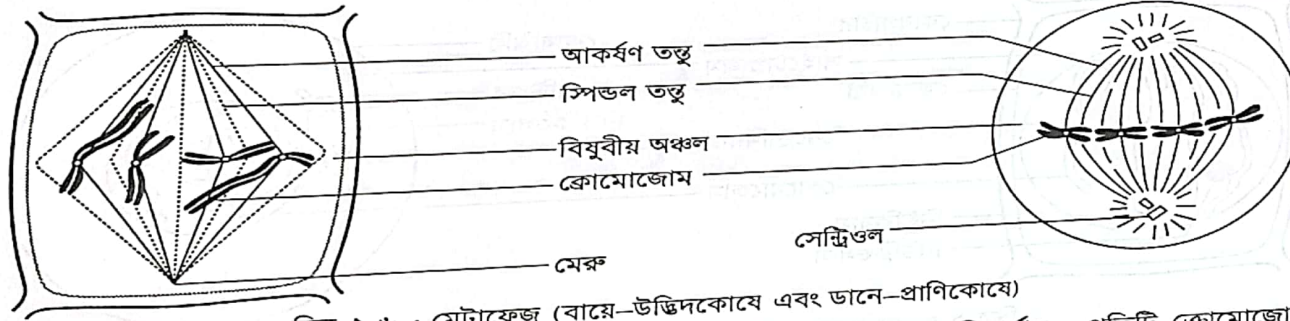 আকর্ষণ তন্তু
স্পিন্ডল তন্তু
বিষুবীয় অঞ্চল
ক্রোমোজোম
সেন্ট্রিওল
মেরু
মেটাফেজ (বায়ে–উদ্ভিদকোষে এবং ডানে–প্রাণিকোষে)